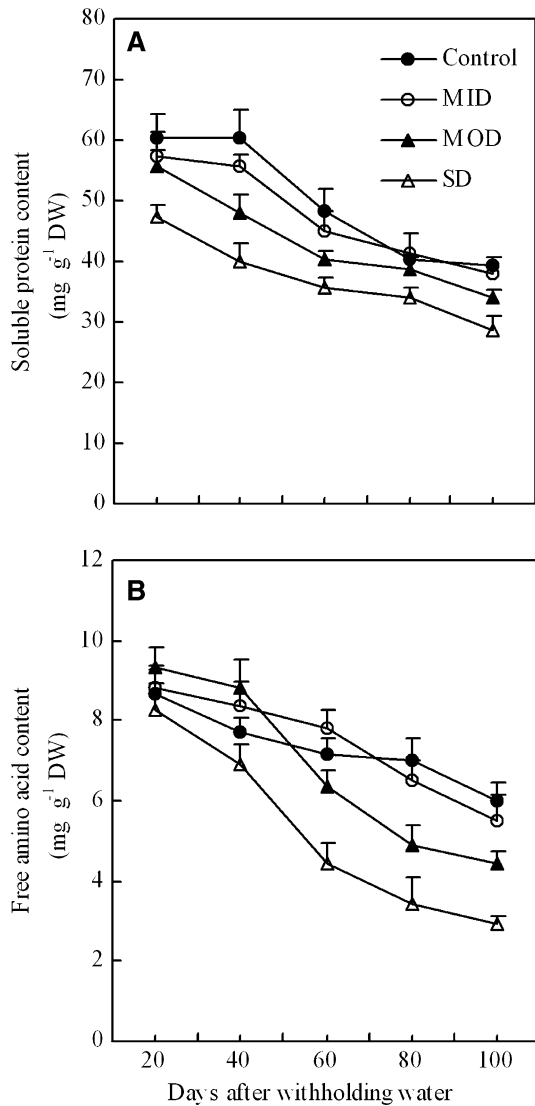 80
70
60
50
40
30
20
10
0
A
Control
MID
MOD
SD
Soluble protein content
(mg g-1 DW)
12
10
8
6
4
2
0
B
Free amino acid content
(mg g-1 DW)
20 40 60 80 100
Days after withholding water